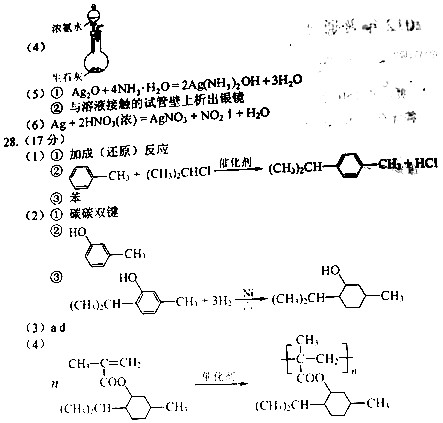 浓氨水
(4)
生石灰
(5) ① Ag₂O+4NH₃·H₂O=2Ag(NH₃)₂OH+3H₂O
② 与溶液接触的试管壁上析出银镜
(6) Ag+2HNO₃(浓)=AgNO₃+NO₂↑+H₂O
28.(17分)
(1) ① 加成(还原)反应
② —CH₃ + (CH₃)₂CHCl 催化剂 (CH₃)₂CH— —CH₃+HCl
③ 苯
(2) ① 碳碳双键
② HO
—CH₃
③ HO HO
(CH₃)₂CH— —CH₃ + 3H₂ Ni (CH₃)₂CH— —CH₃
(3) a d
(4)
n CH₃—C=CH₂ 催化剂 CH₃ [C—CH₂]n
COO COO
(CH₃)₂CH— —CH₃ (CH₃)₂CH— —CH₃